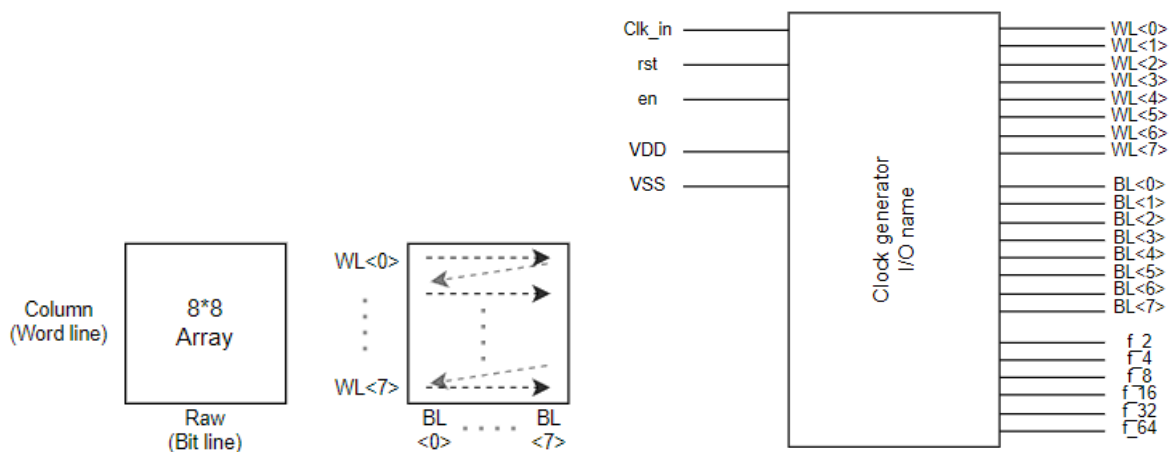 Column
(Word line)
8*8
Array
Raw
(Bit line)
WL<0>
WL<7>
BL
<0>
BL
<7>
Clk_in
rst
en
VDD
VSS
Clock generator
I/O name
WL<0>
WL<1>
WL<2>
WL<3>
WL<4>
WL<5>
WL<6>
WL<7>
BL<0>
BL<1>
BL<2>
BL<3>
BL<4>
BL<5>
BL<6>
BL<7>
f_2
f_4
f_8
f_16
f_32
f_64